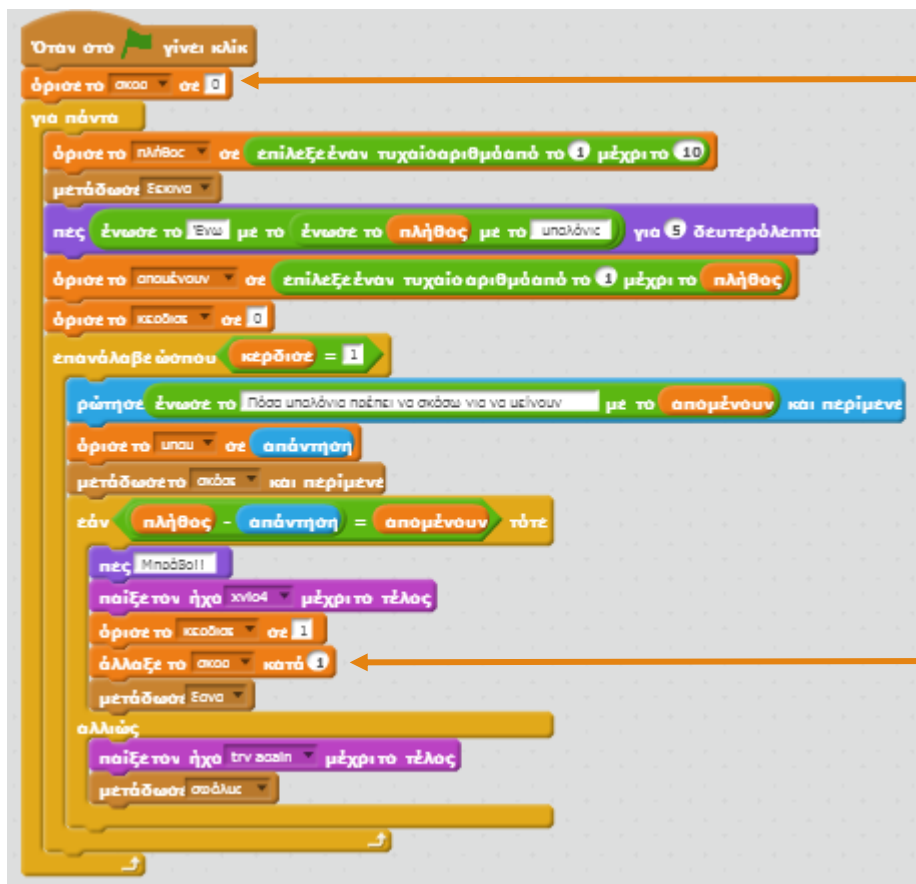 Όταν στο γίνει κλίκ
όρισε το σκορ σε 0
για πάντα
όρισε το πλήθος σε επίλεξε έναν τυχαίο αριθμό από το 1 μέχρι το 10
μετάδωσε Ξεκινα
πες ένωσε το Έχω με το ένωσε το πλήθος με το μπαλόνια για 5 δευτερόλεπτα
όρισε το απομένουν σε επίλεξε έναν τυχαίο αριθμό από το 1 μέχρι το πλήθος
όρισε το κερδισε σε 0
επανάλαβε ώσπου κέρδισε = 1
ρώτησε ένωσε το Πόσα μπαλόνια πρέπει να σκάσω για να μείνουν με το απομένουν και περίμενε
όρισε το σε απάντηση
μετάδωσε το σκάσε και περίμενε
εάν πλήθος - απάντηση = απομένουν τότε
πες Μπράβο!!
παίξε τον ήχο xylo4 μέχρι το τέλος
όρισε το κερδισε σε 1
άλλαξε το σκορ κατά 1
μετάδωσε Ξανα
αλλιώς
παίξε τον ήχο try again μέχρι το τέλος
μετάδωσε